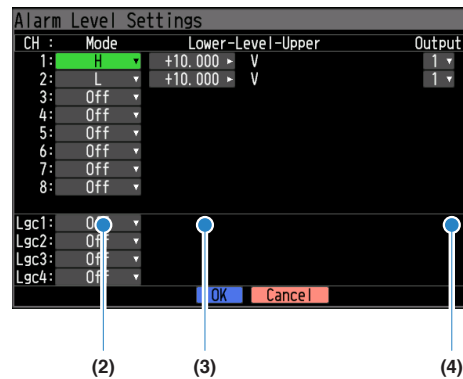 Alarm Level Settings
CH : Mode Lower-Level-Upper Output
1: H +10.000 V 1
2: L +10.000 V 1
3: Off
4: Off
5: Off
6: Off
7: Off
8: Off
Lgc1: Off
Lgc2: Off
Lgc3: Off
Lgc4: Off
OK Cancel
(2) (3) (4)